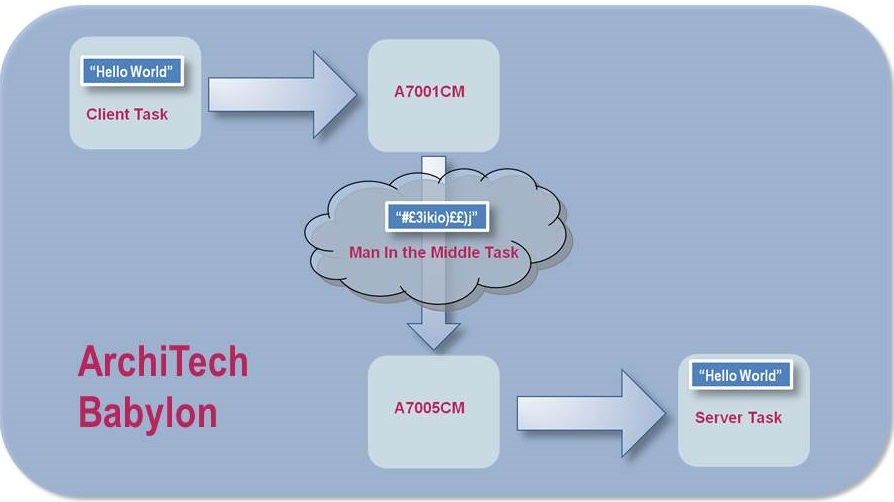 "Hello World"
Client Task
A7001CM
"#£3ikio)££)j"
Man In the Middle Task
A7005CM
"Hello World"
Server Task
ArchiTech
Babylon